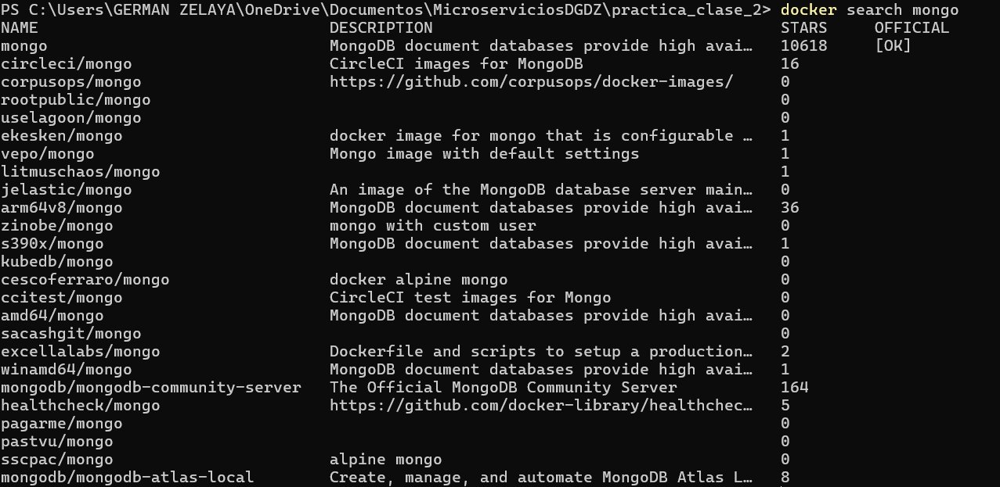 PS C:\Users\GERMAN ZELAYA\OneDrive\Documentos\MicroserviciosDGDZ\practica_clase_2> docker search mongo
NAME DESCRIPTION STARS OFFICIAL
mongo MongoDB document databases provide high avai… 10618 [OK]
circleci/mongo CircleCI images for MongoDB 16
corpusops/mongo https://github.com/corpusops/docker-images/ 0
rootpublic/mongo 0
uselagoon/mongo 0
ekesken/mongo docker image for mongo that is configurable … 1
vepo/mongo Mongo image with default settings 1
litmuschaos/mongo 1
jelastic/mongo An image of the MongoDB database server main… 0
arm64v8/mongo MongoDB document databases provide high avai… 36
zinobe/mongo mongo with custom user 0
s390x/mongo MongoDB document databases provide high avai… 1
kubedb/mongo 0
cescoferraro/mongo docker alpine mongo 0
ccitest/mongo CircleCI test images for Mongo 0
amd64/mongo MongoDB document databases provide high avai… 0
sacashgit/mongo 0
excellalabs/mongo Dockerfile and scripts to setup a production… 2
winamd64/mongo MongoDB document databases provide high avai… 1
mongodb/mongodb-community-server The Official MongoDB Community Server 164
healthcheck/mongo https://github.com/docker-library/healthchec… 5
pagarme/mongo 0
pastvu/mongo 0
sscpac/mongo alpine mongo 0
mongodb/mongodb-atlas-local Create, manage, and automate MongoDB Atlas L… 8